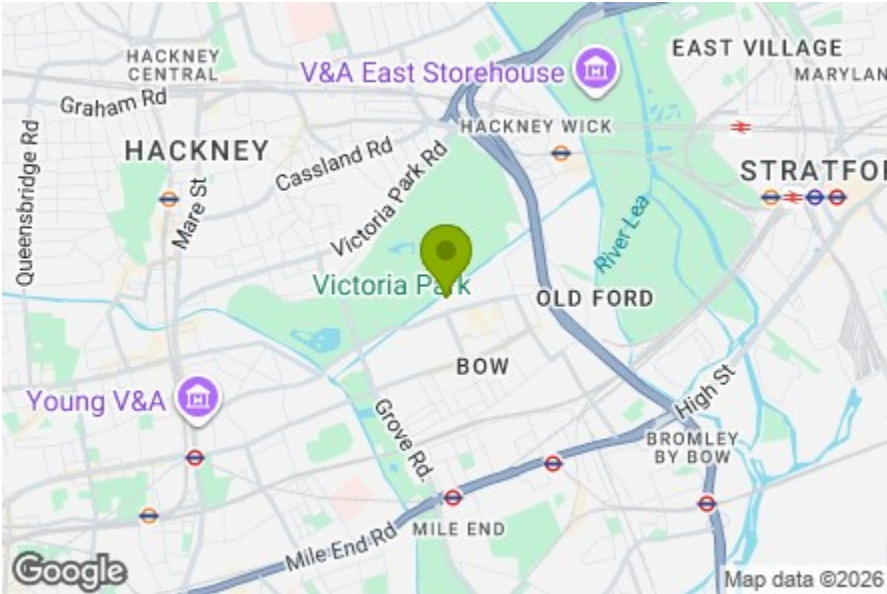 HACKNEY
CENTRAL
V&A East Storehouse
EAST VILLAGE
MARYLAN
Graham Rd
HACKNEY WICK
HACKNEY
Cassland Rd
STRATFOR
Queensbridge Rd
Mare St
Victoria Park Rd
River Lea
Victoria Park
OLD FORD
BOW
Young V&A
High St
Grove Rd.
BROMLEY
BY BOW
MILE END
Mile End Rd
Google
Map data ©2026